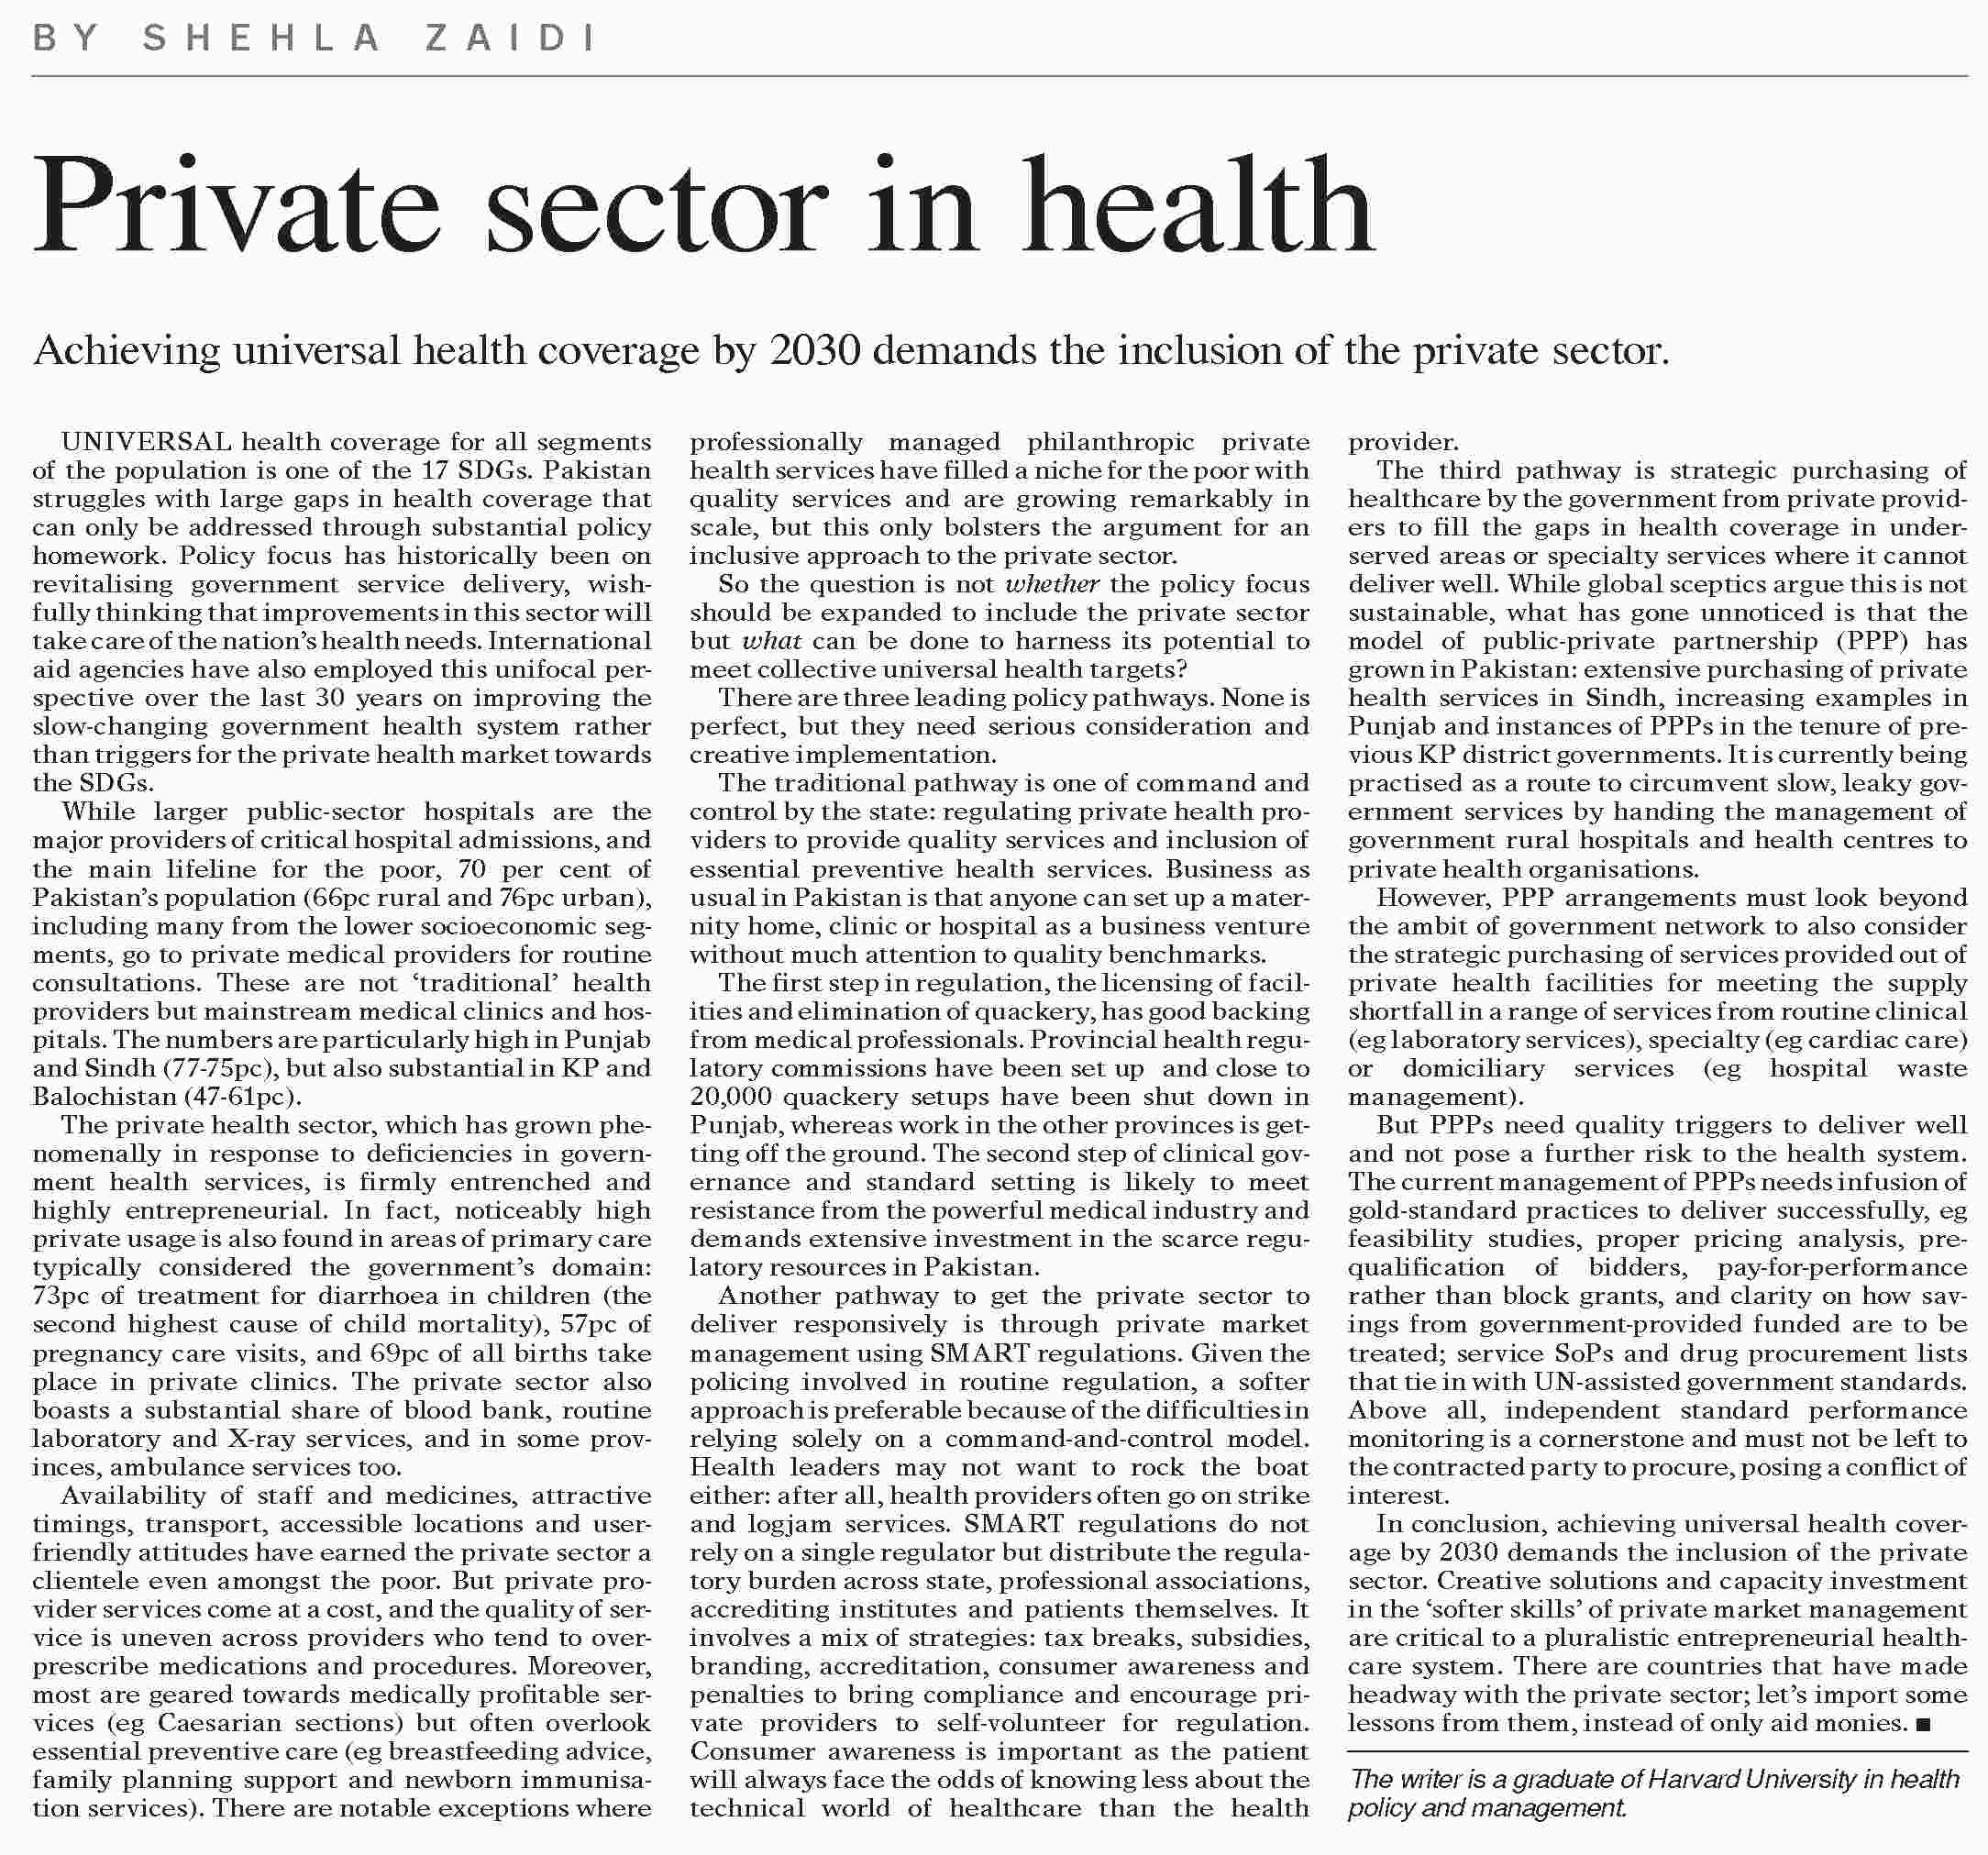 BY SHEHLA ZAIDI
Private sector in health
Achieving universal health coverage by 2030 demands the inclusion of the private sector.
UNIVERSAL health coverage for all segments
of the population is one of the 17 SDGs. Pakistan
struggles with large gaps in health coverage that
can only be addressed through substantial policy
homework. Policy focus has historically been on
revitalising government service delivery, wish-
fully thinking that improvements in this sector will
take care of the nation's health needs. International
aid agencies have also employed this unifocal per-
spective over the last 30 years on improving the
slow-changing government health system rather
than triggers for the private health market towards
the SDGs.
While larger public-sector hospitals are the
major providers of critical hospital admissions, and
the main lifeline for the poor, 70 per cent of
Pakistan's population (66pc rural and 76pc urban),
including many from the lower socioeconomic seg-
ments, go to private medical providers for routine
consultations. These are not 'traditional' health
providers but mainstream medical clinics and hos-
pitals. The numbers are particularly high in Punjab
and Sindh (77-75pc), but also substantial in KP and
Balochistan (47-61pc).
The private health sector, which has grown phe-
nomenally in response to deficiencies in govern-
ment health services, is firmly entrenched and
highly entrepreneurial. In fact, noticeably high
private usage is also found in areas of primary care
typically considered the government's domain:
73pc of treatment for diarrhoea in children (the
second highest cause of child mortality), 57pc of
pregnancy care visits, and 69pc of all births take
place in private clinics. The private sector also
boasts a substantial share of blood bank, routine
laboratory and X-ray services, and in some prov-
inces, ambulance services too.
Availability of staff and medicines, attractive
timings, transport, accessible locations and user-
friendly attitudes have earned the private sector a
clientele even amongst the poor. But private pro-
vider services come at a cost, and the quality of ser-
vice is uneven across providers who tend to over-
prescribe medications and procedures. Moreover,
most are geared towards medically profitable ser-
vices (eg Caesarian sections) but often overlook
essential preventive care (eg breastfeeding advice,
family planning support and newborn immunisa-
tion services). There are notable exceptions where
professionally managed philanthropic private
health services have filled a niche for the poor with
quality services and are growing remarkably in
scale, but this only bolsters the argument for an
inclusive approach to the private sector.
So the question is not whether the policy focus
should be expanded to include the private sector
but what can be done to harness its potential to
meet collective universal health targets?
There are three leading policy pathways. None is
perfect, but they need serious consideration and
creative implementation.
The traditional pathway is one of command and
control by the state: regulating private health pro-
viders to provide quality services and inclusion of
essential preventive health services. Business as
usual in Pakistan is that anyone can set up a mater-
nity home, clinic or hospital as a business venture
without much attention to quality benchmarks.
The first step in regulation, the licensing of facil-
ities and elimination of quackery, has good backing
from medical professionals. Provincial health regu-
latory commissions have been set up and close to
20,000 quackery setups have been shut down in
Punjab, whereas work in the other provinces is get-
ting off the ground. The second step of clinical gov-
ernance and standard setting is likely to meet
resistance from the powerful medical industry and
demands extensive investment in the scarce regu-
latory resources in Pakistan.
Another pathway to get the private sector to
deliver responsively is through private market
management using SMART regulations. Given the
policing involved in routine regulation, a softer
approach is preferable because of the difficulties in
relying solely on a command-and-control model.
Health leaders may not want to rock the boat
either: after all, health providers often go on strike
and logjam services. SMART regulations do not
rely on a single regulator but distribute the regula-
tory burden across state, professional associations,
accrediting institutes and patients themselves. It
involves a mix of strategies: tax breaks, subsidies,
branding, accreditation, consumer awareness and
penalties to bring compliance and encourage pri-
vate providers to self-volunteer for regulation.
Consumer awareness is important as the patient
will always face the odds of knowing less about the
technical world of healthcare than the health
provider.
The third pathway is strategic purchasing of
healthcare by the government from private provid-
ers to fill the gaps in health coverage in under-
served areas or specialty services where it cannot
deliver well. While global sceptics argue this is not
sustainable, what has gone unnoticed is that the
model of public-private partnership (PPP) has
grown in Pakistan: extensive purchasing of private
health services in Sindh, increasing examples in
Punjab and instances of PPPs in the tenure of pre-
vious KP district governments. It is currently being
practised as a route to circumvent slow, leaky gov-
ernment services by handing the management of
government rural hospitals and health centres to
private health organisations.
However, PPP arrangements must look beyond
the ambit of government network to also consider
the strategic purchasing of services provided out of
private health facilities for meeting the supply
shortfall in a range of services from routine clinical
(eg laboratory services), specialty (eg cardiac care)
or domiciliary services (eg hospital waste
management).
But PPPs need quality triggers to deliver well
and not pose a further risk to the health system.
The current management of PPPs needs infusion of
gold-standard practices to deliver successfully, eg
feasibility studies, proper pricing analysis, pre-
qualification of bidders, pay-for-performance
rather than block grants, and clarity on how sav-
ings from government-provided funded are to be
treated; service SoPs and drug procurement lists
that tie in with UN-assisted government standards.
Above all, independent standard performance
monitoring is a cornerstone and must not be left to
the contracted party to procure, posing a conflict of
interest.
In conclusion, achieving universal health cover-
age by 2030 demands the inclusion of the private
sector. Creative solutions and capacity investment
in the 'softer skills' of private market management
are critical to a pluralistic entrepreneurial health-
care system. There are countries that have made
headway with the private sector; let's import some
lessons from them, instead of only aid monies. ■
The writer is a graduate of Harvard University in health
policy and management.